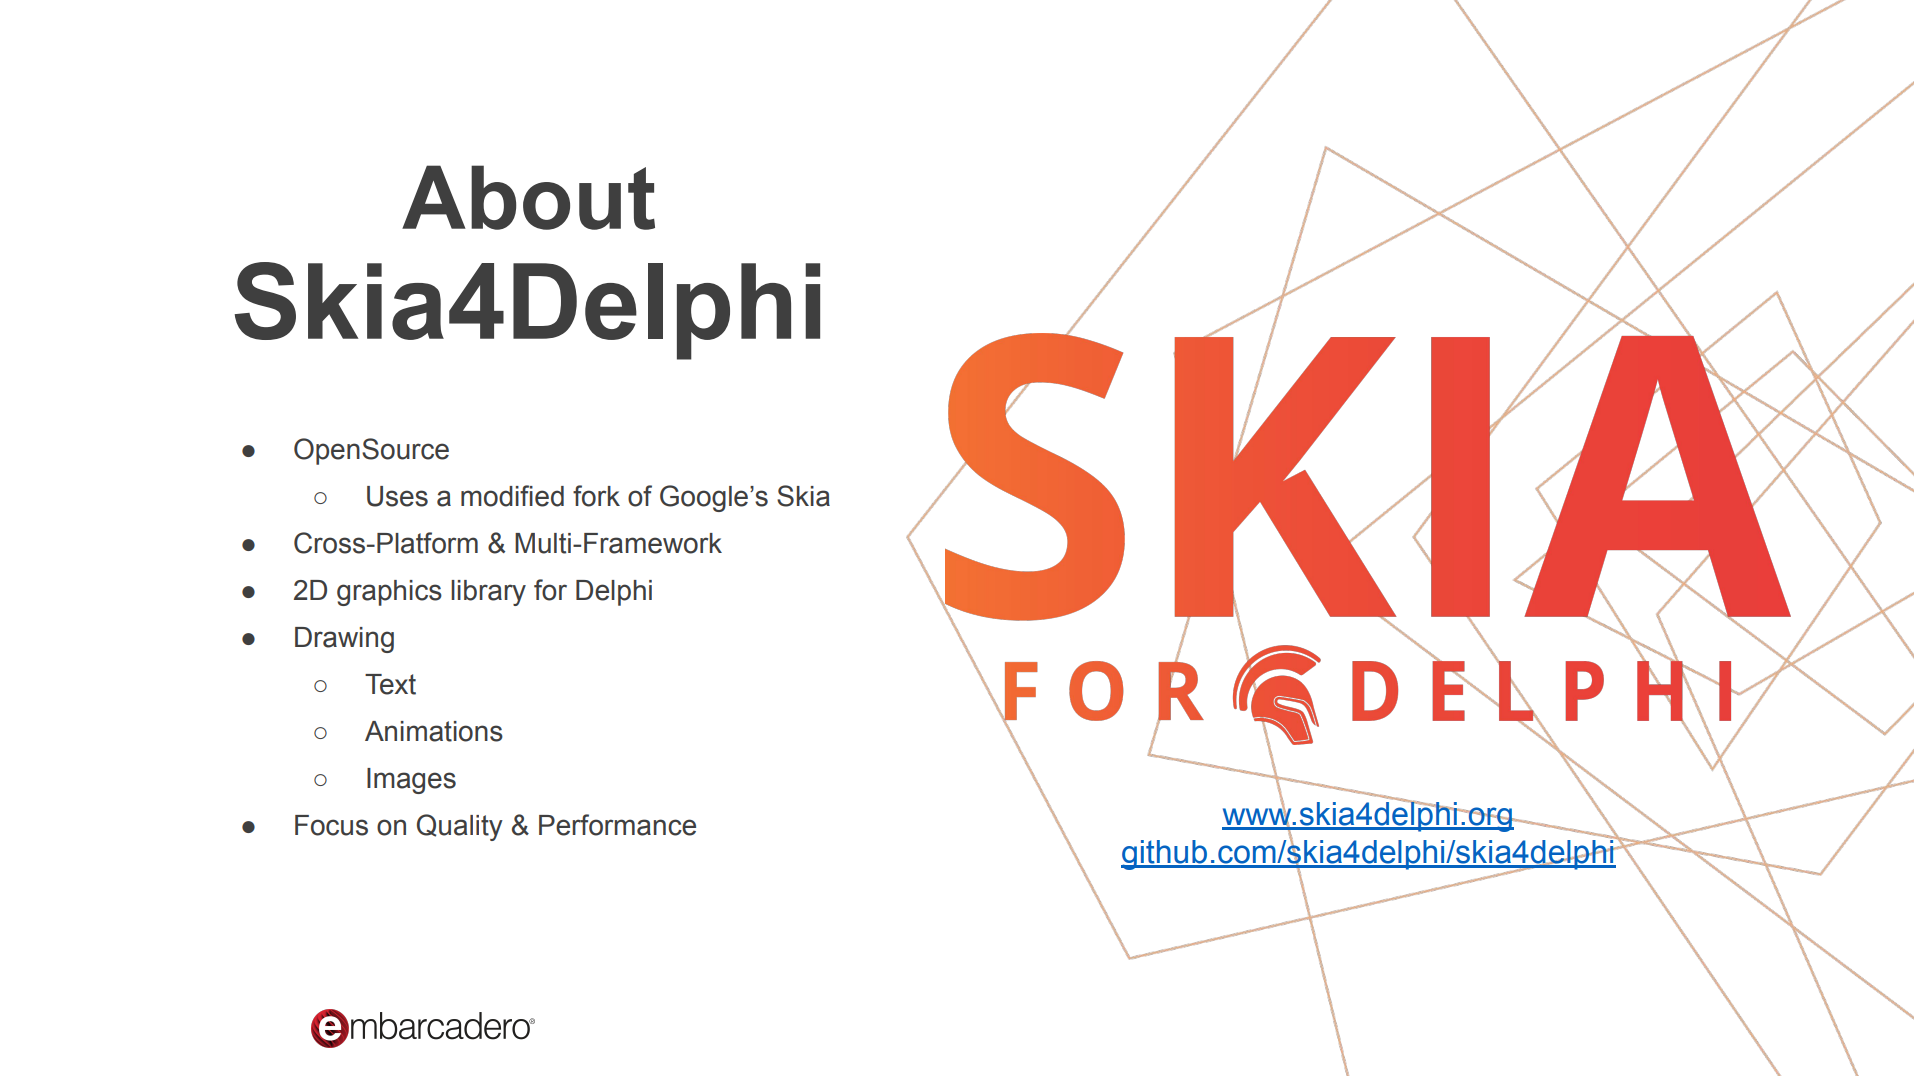 About
Skia4Delphi
● OpenSource
○ Uses a modified fork of Google’s Skia
● Cross-Platform & Multi-Framework
● 2D graphics library for Delphi
● Drawing
○ Text
○ Animations
○ Images
● Focus on Quality & Performance
SKIA
FOR DELPHI
www.skia4delphi.org
github.com/skia4delphi/skia4delphi
embarcadero®